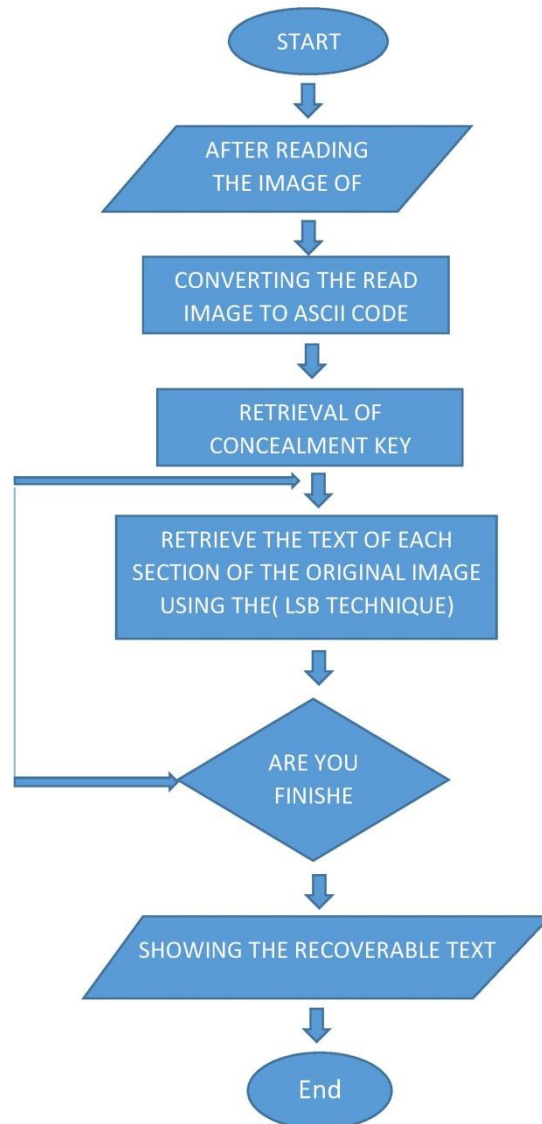 START
AFTER READING
THE IMAGE OF
CONVERTING THE READ
IMAGE TO ASCII CODE
RETRIEVAL OF
CONCEALMENT KEY
RETRIEVE THE TEXT OF EACH
SECTION OF THE ORIGINAL IMAGE
USING THE( LSB TECHNIQUE)
ARE YOU
FINISHE
SHOWING THE RECOVERABLE TEXT
End